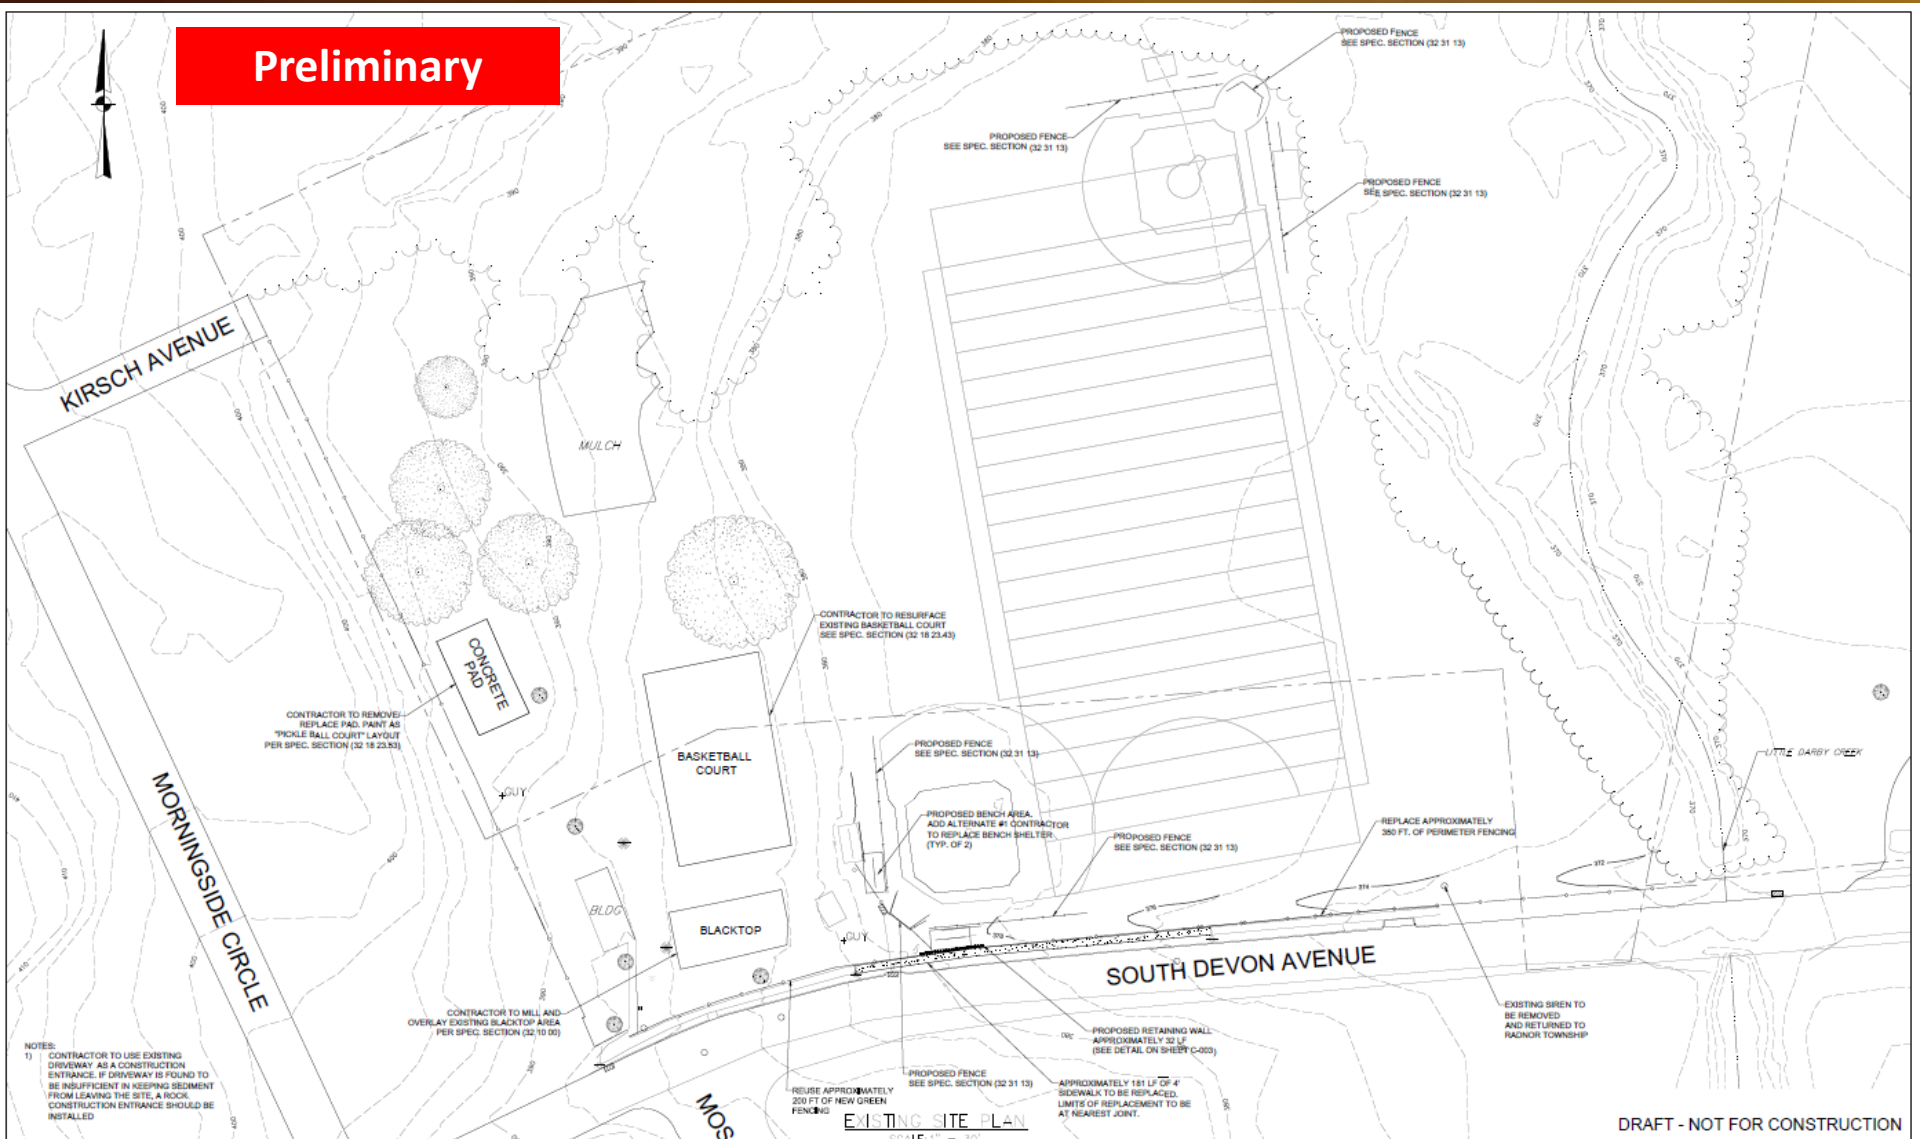 Preliminary
PROPOSED FENCE
SEE SPEC. SECTION (32 31 13)
PROPOSED FENCE
SEE SPEC. SECTION (32 31 13)
PROPOSED FENCE
SEE SPEC. SECTION (32 31 13)
KIRSCH AVENUE
MULCH
CONTRACTOR TO RESURFACE
EXISTING BASKETBALL COURT
SEE SPEC. SECTION (32 18 23.43)
CONCRETE
PAD
CONTRACTOR TO REMOVE/
REPLACE PAD. PAINT AS
"PICKLE BALL COURT" LAYOUT
PER SPEC. SECTION (32 18 23.53)
BASKETBALL
COURT
PROPOSED FENCE
SEE SPEC. SECTION (32 31 13)
LITTLE DARBY CREEK
GUY
MORNINGSIDE CIRCLE
PROPOSED BENCH AREA.
ADD ALTERNATE #1 CONTRACTOR
TO REPLACE BENCH SHELTER
(TYP. OF 2)
PROPOSED FENCE
SEE SPEC. SECTION (32 31 13)
REPLACE APPROXIMATELY
350 FT. OF PERIMETER FENCING
372
374
376
378
BLDG
BLACKTOP
GUY
SOUTH DEVON AVENUE
CONTRACTOR TO MILL AND
OVERLAY EXISTING BLACKTOP AREA
PER SPEC. SECTION (32 10 00)
EXISTING SIREN TO
BE REMOVED
AND RETURNED TO
RADNOR TOWNSHIP
PROPOSED RETAINING WALL
APPROXIMATELY 32 LF
(SEE DETAIL ON SHEET C-003)
NOTES:
1) CONTRACTOR TO USE EXISTING
DRIVEWAY AS A CONSTRUCTION
ENTRANCE. IF DRIVEWAY IS FOUND TO
BE INSUFFICIENT IN KEEPING SEDIMENT
FROM LEAVING THE SITE, A ROCK
CONSTRUCTION ENTRANCE SHOULD BE
INSTALLED
REUSE APPROXIMATELY
200 FT OF NEW GREEN
FENCING
PROPOSED FENCE
SEE SPEC. SECTION (32 31 13)
APPROXIMATELY 181 LF OF 4'
SIDEWALK TO BE REPLACED.
LIMITS OF REPLACEMENT TO BE
AT NEAREST JOINT.
MOS
EXISTING SITE PLAN
DRAFT - NOT FOR CONSTRUCTION